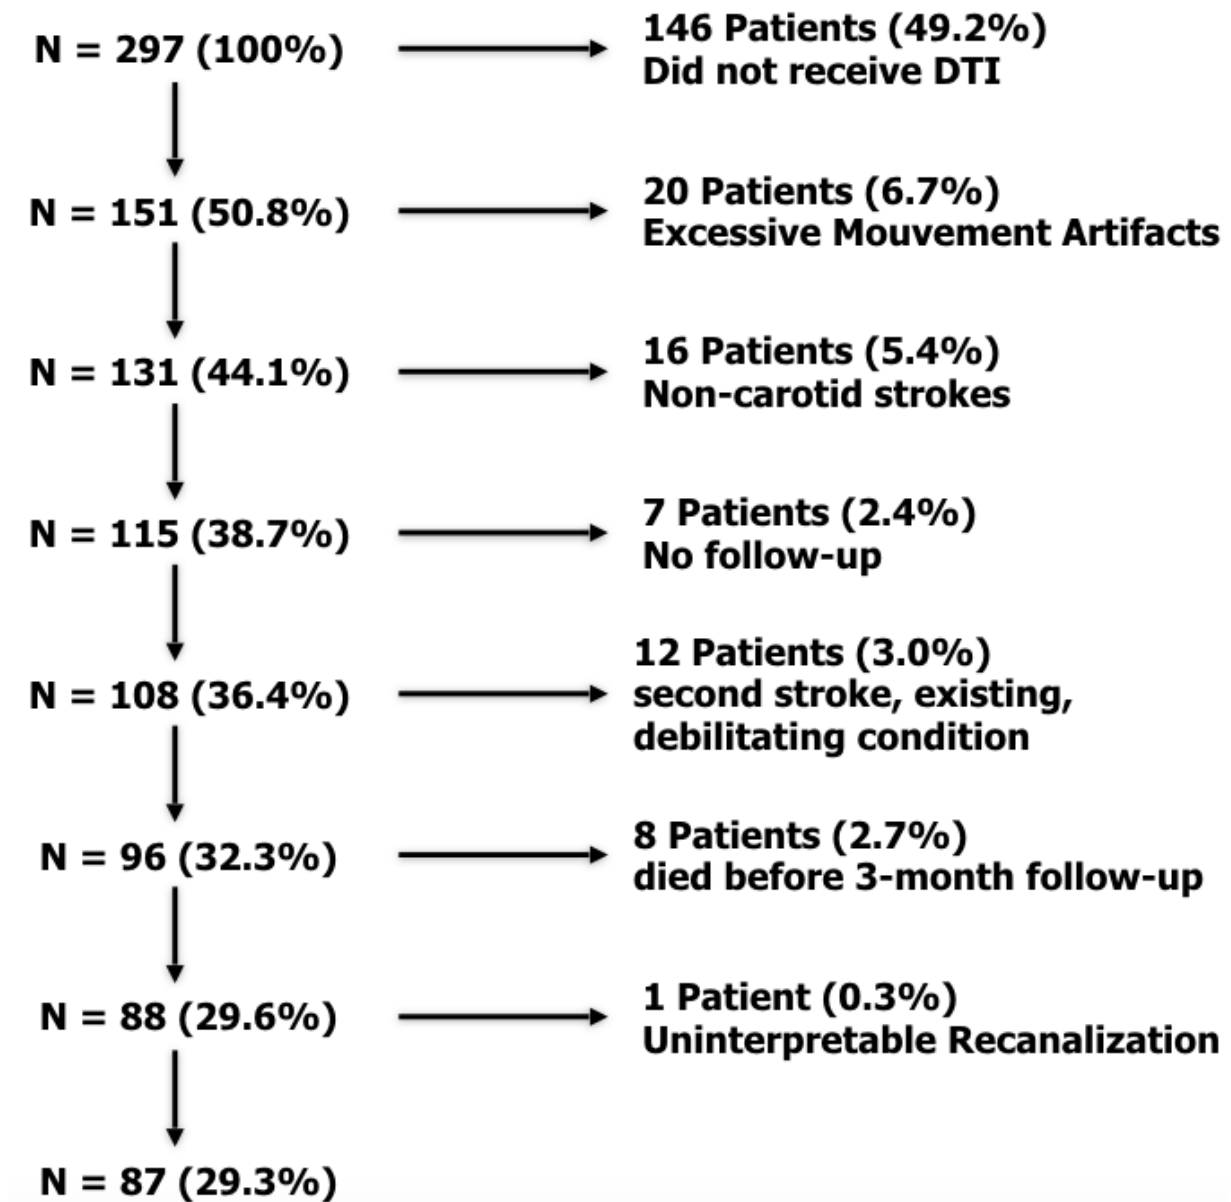 N = 297 (100%)
146 Patients (49.2%)
Did not receive DTI
N = 151 (50.8%)
20 Patients (6.7%)
Excessive Mouvement Artifacts
N = 131 (44.1%)
16 Patients (5.4%)
Non-carotid strokes
N = 115 (38.7%)
7 Patients (2.4%)
No follow-up
N = 108 (36.4%)
12 Patients (3.0%)
second stroke, existing,
debilitating condition
N = 96 (32.3%)
8 Patients (2.7%)
died before 3-month follow-up
N = 88 (29.6%)
1 Patient (0.3%)
Uninterpretable Recanalization
N = 87 (29.3%)